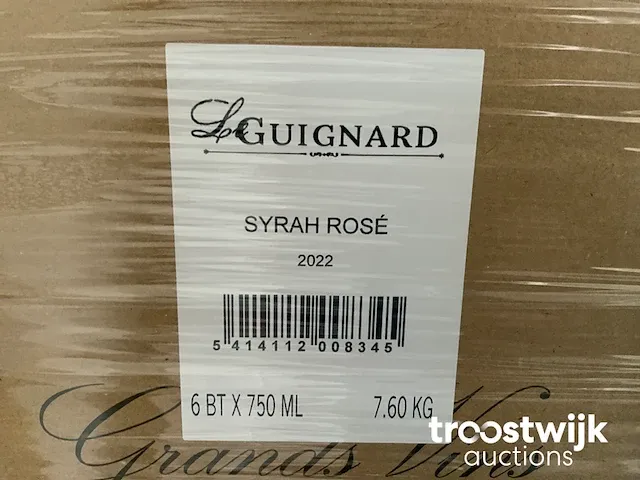 Le GUIGNARD
SYRAH ROSÉ
2022
5 414112 008345
6 BT X 750 ML 7.60 KG
Grands Vins
troostwijk
auctions